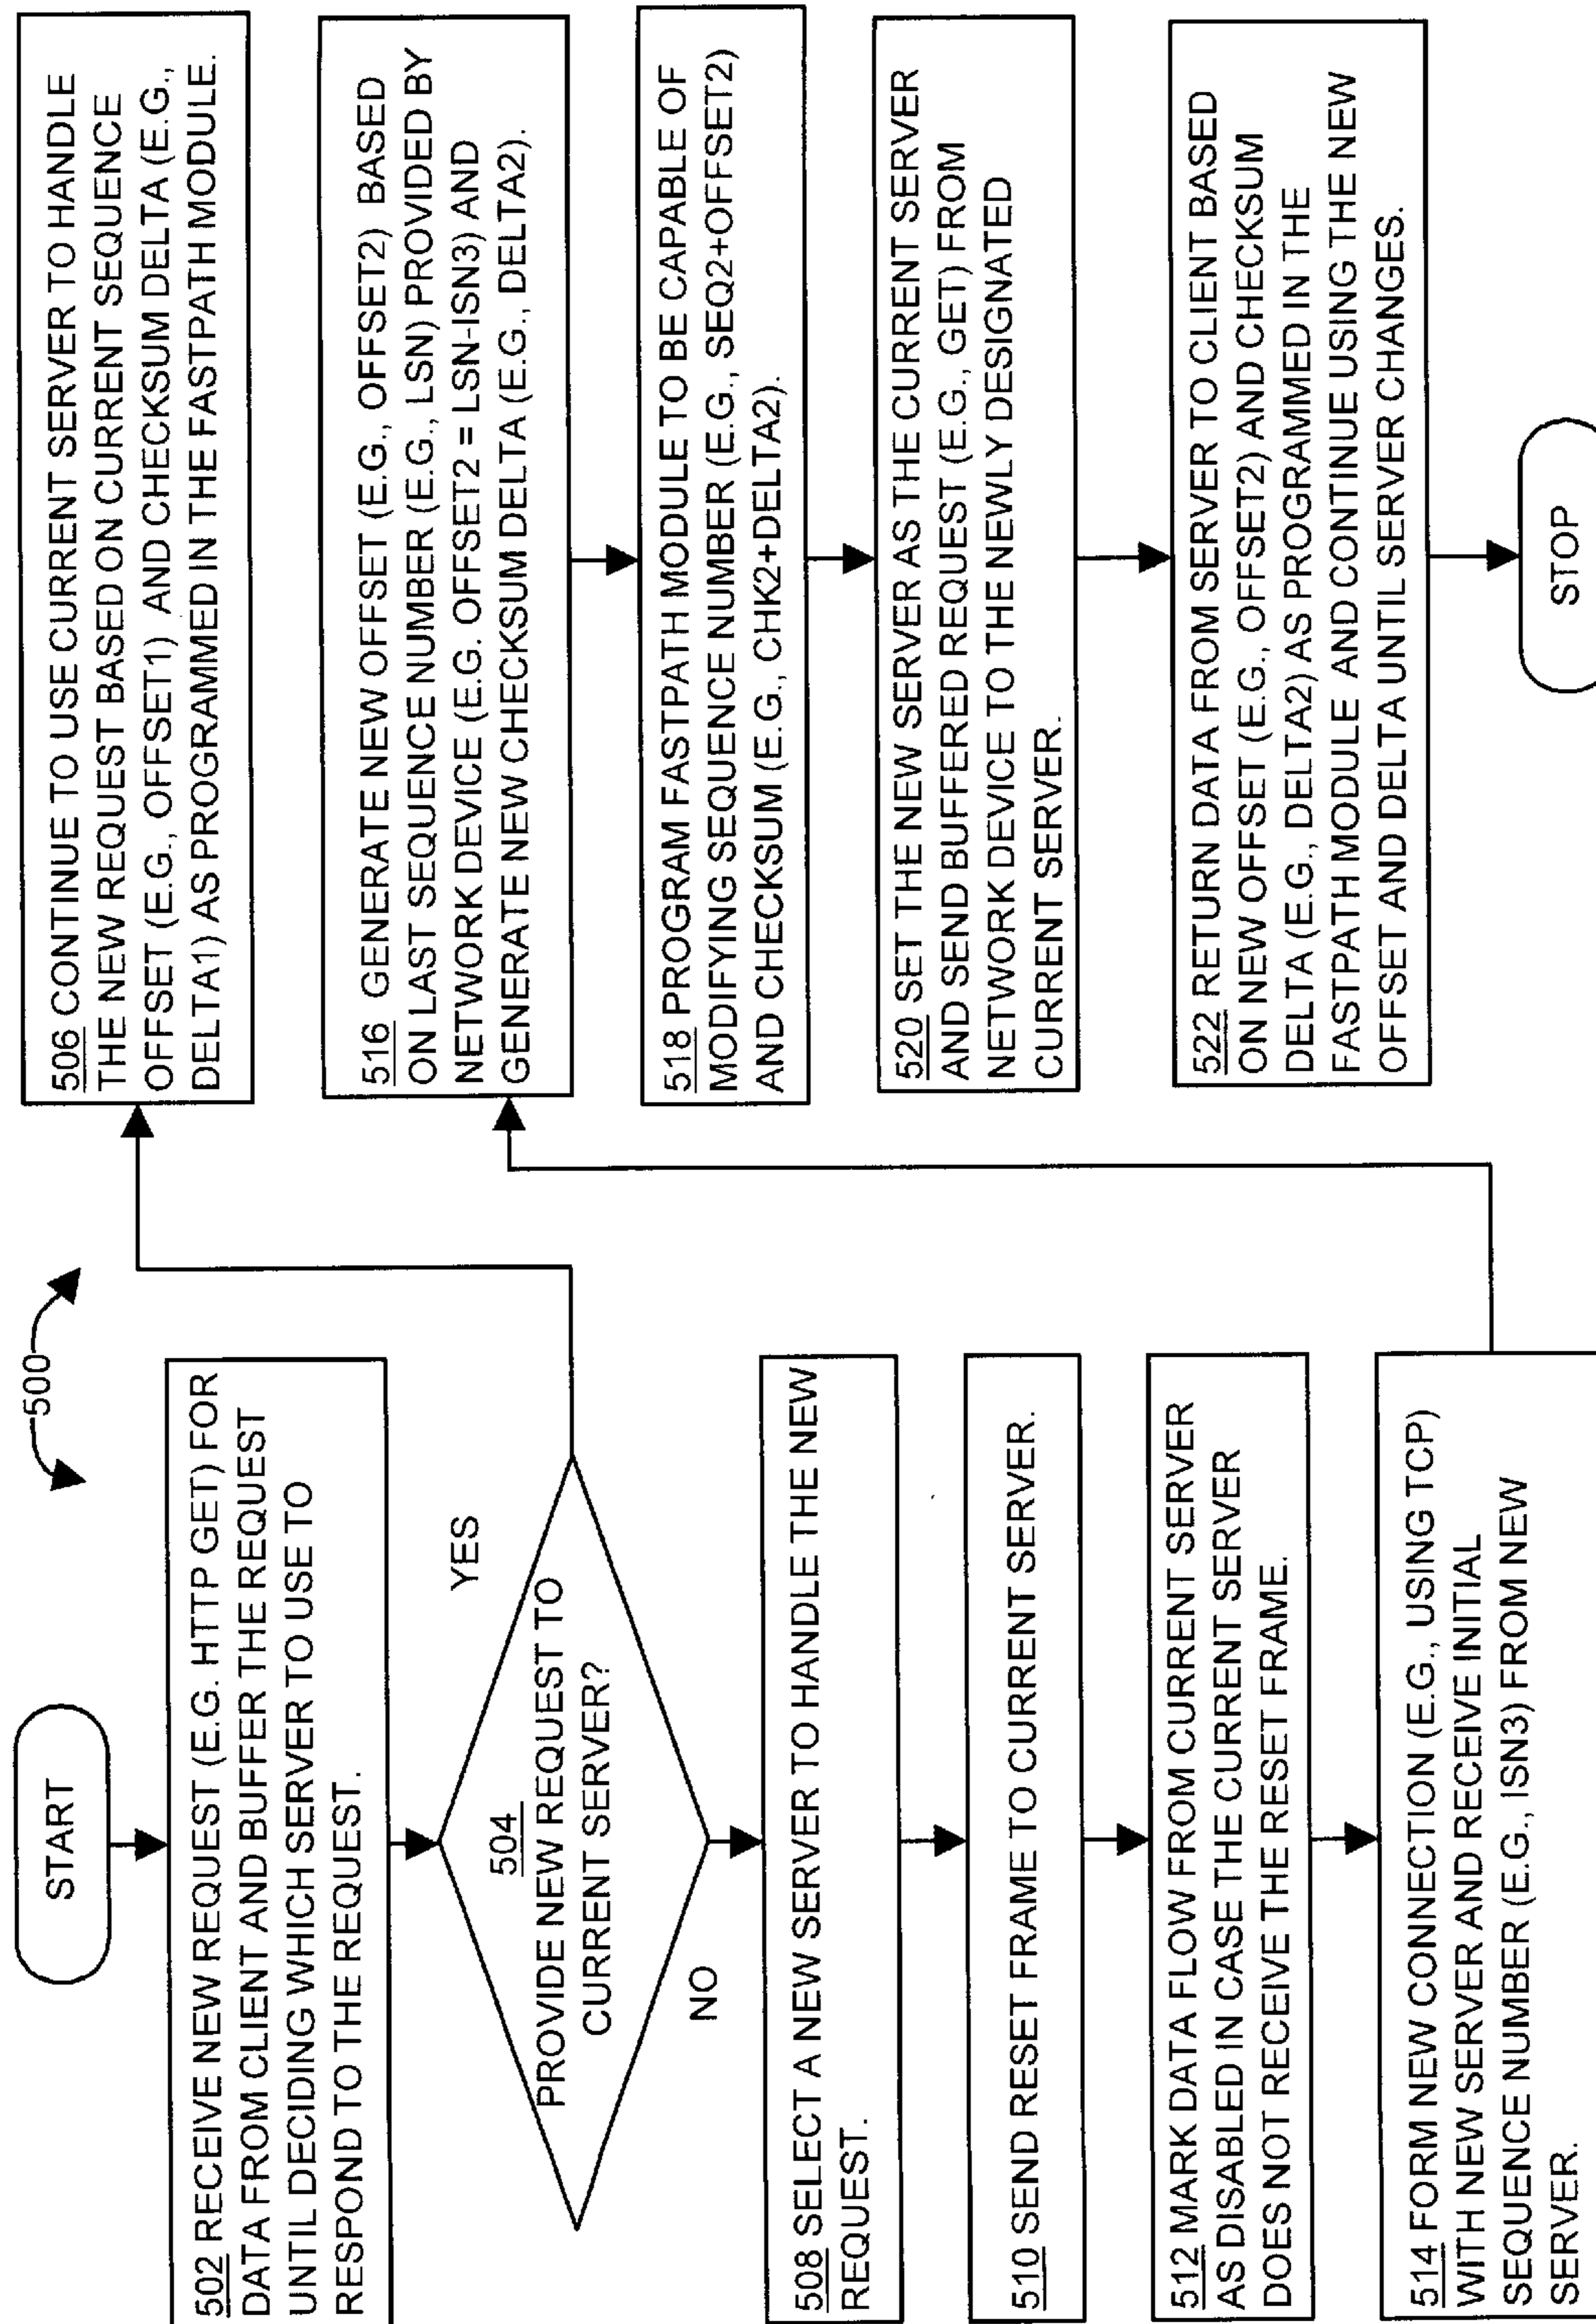 500
START
502 RECEIVE NEW REQUEST (E.G. HTTP GET) FOR
DATA FROM CLIENT AND BUFFER THE REQUEST
UNTIL DECIDING WHICH SERVER TO USE TO
RESPOND TO THE REQUEST.
504
PROVIDE NEW REQUEST TO
CURRENT SERVER?
YES
NO
508 SELECT A NEW SERVER TO HANDLE THE NEW
REQUEST.
510 SEND RESET FRAME TO CURRENT SERVER.
512 MARK DATA FLOW FROM CURRENT SERVER
AS DISABLED IN CASE THE CURRENT SERVER
DOES NOT RECEIVE THE RESET FRAME.
514 FORM NEW CONNECTION (E.G., USING TCP)
WITH NEW SERVER AND RECEIVE INITIAL
SEQUENCE NUMBER (E.G., ISN3) FROM NEW
SERVER.
506 CONTINUE TO USE CURRENT SERVER TO HANDLE
THE NEW REQUEST BASED ON CURRENT SEQUENCE
OFFSET (E.G., OFFSET1) AND CHECKSUM DELTA (E.G.,
DELTA1) AS PROGRAMMED IN THE FASTPATH MODULE.
516 GENERATE NEW OFFSET (E.G., OFFSET2) BASED
ON LAST SEQUENCE NUMBER (E.G., LSN) PROVIDED BY
NETWORK DEVICE (E.G. OFFSET2 = LSN-ISN3) AND
GENERATE NEW CHECKSUM DELTA (E.G., DELTA2).
518 PROGRAM FASTPATH MODULE TO BE CAPABLE OF
MODIFYING SEQUENCE NUMBER (E.G., SEQ2+OFFSET2)
AND CHECKSUM (E.G., CHK2+DELTA2).
520 SET THE NEW SERVER AS THE CURRENT SERVER
AND SEND BUFFERED REQUEST (E.G., GET) FROM
NETWORK DEVICE TO THE NEWLY DESIGNATED
CURRENT SERVER.
522 RETURN DATA FROM SERVER TO CLIENT BASED
ON NEW OFFSET (E.G., OFFSET2) AND CHECKSUM
DELTA (E.G., DELTA2) AS PROGRAMMED IN THE
FASTPATH MODULE AND CONTINUE USING THE NEW
OFFSET AND DELTA UNTIL SERVER CHANGES.
STOP